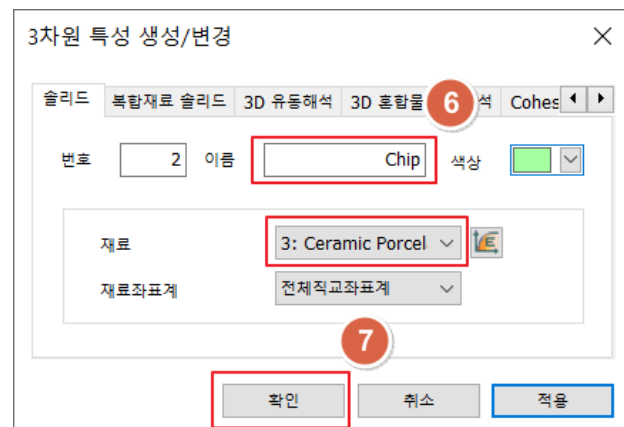 3차원 특성 생성/변경
솔리드 복합재료 솔리드 3D 유동해석 3D 혼합물 6 석 Cohes
번호 2 이름 Chip 색상
재료 3: Ceramic Porcel
재료좌표계 전체직교좌표계
7
확인 취소 적용